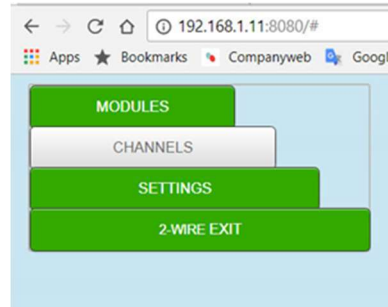 192.168.1.11:8080/#
Apps Bookmarks Companyweb Googl
MODULES
CHANNELS
SETTINGS
2-WIRE EXIT